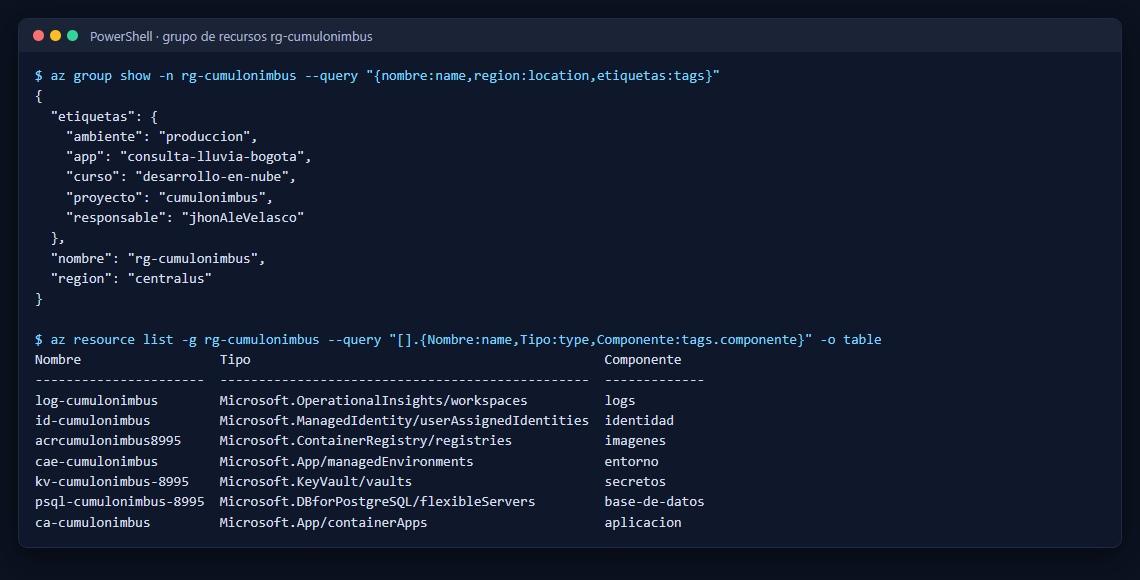 PowerShell · grupo de recursos rg-cumulonimbus
$ az group show -n rg-cumulonimbus --query "{nombre:name,region:location,etiquetas:tags}"
{
  "etiquetas": {
    "ambiente": "produccion",
    "app": "consulta-lluvia-bogota",
    "curso": "desarrollo-en-nube",
    "proyecto": "cumulonimbus",
    "responsable": "jhonAleVelasco"
  },
  "nombre": "rg-cumulonimbus",
  "region": "centralus"
}
$ az resource list -g rg-cumulonimbus --query "[].{Nombre:name,Tipo:type,Componente:tags.componente}" -o table
Nombre                  Tipo                                              Componente
----------------------  ------------------------------------------------  -------------
log-cumulonimbus        Microsoft.OperationalInsights/workspaces          logs
id-cumulonimbus         Microsoft.ManagedIdentity/userAssignedIdentities  identidad
acrcumulonimbus8995     Microsoft.ContainerRegistry/registries            imagenes
cae-cumulonimbus        Microsoft.App/managedEnvironments                 entorno
kv-cumulonimbus-8995    Microsoft.KeyVault/vaults                         secretos
psql-cumulonimbus-8995  Microsoft.DBforPostgreSQL/flexibleServers         base-de-datos
ca-cumulonimbus         Microsoft.App/containerApps                       aplicacion